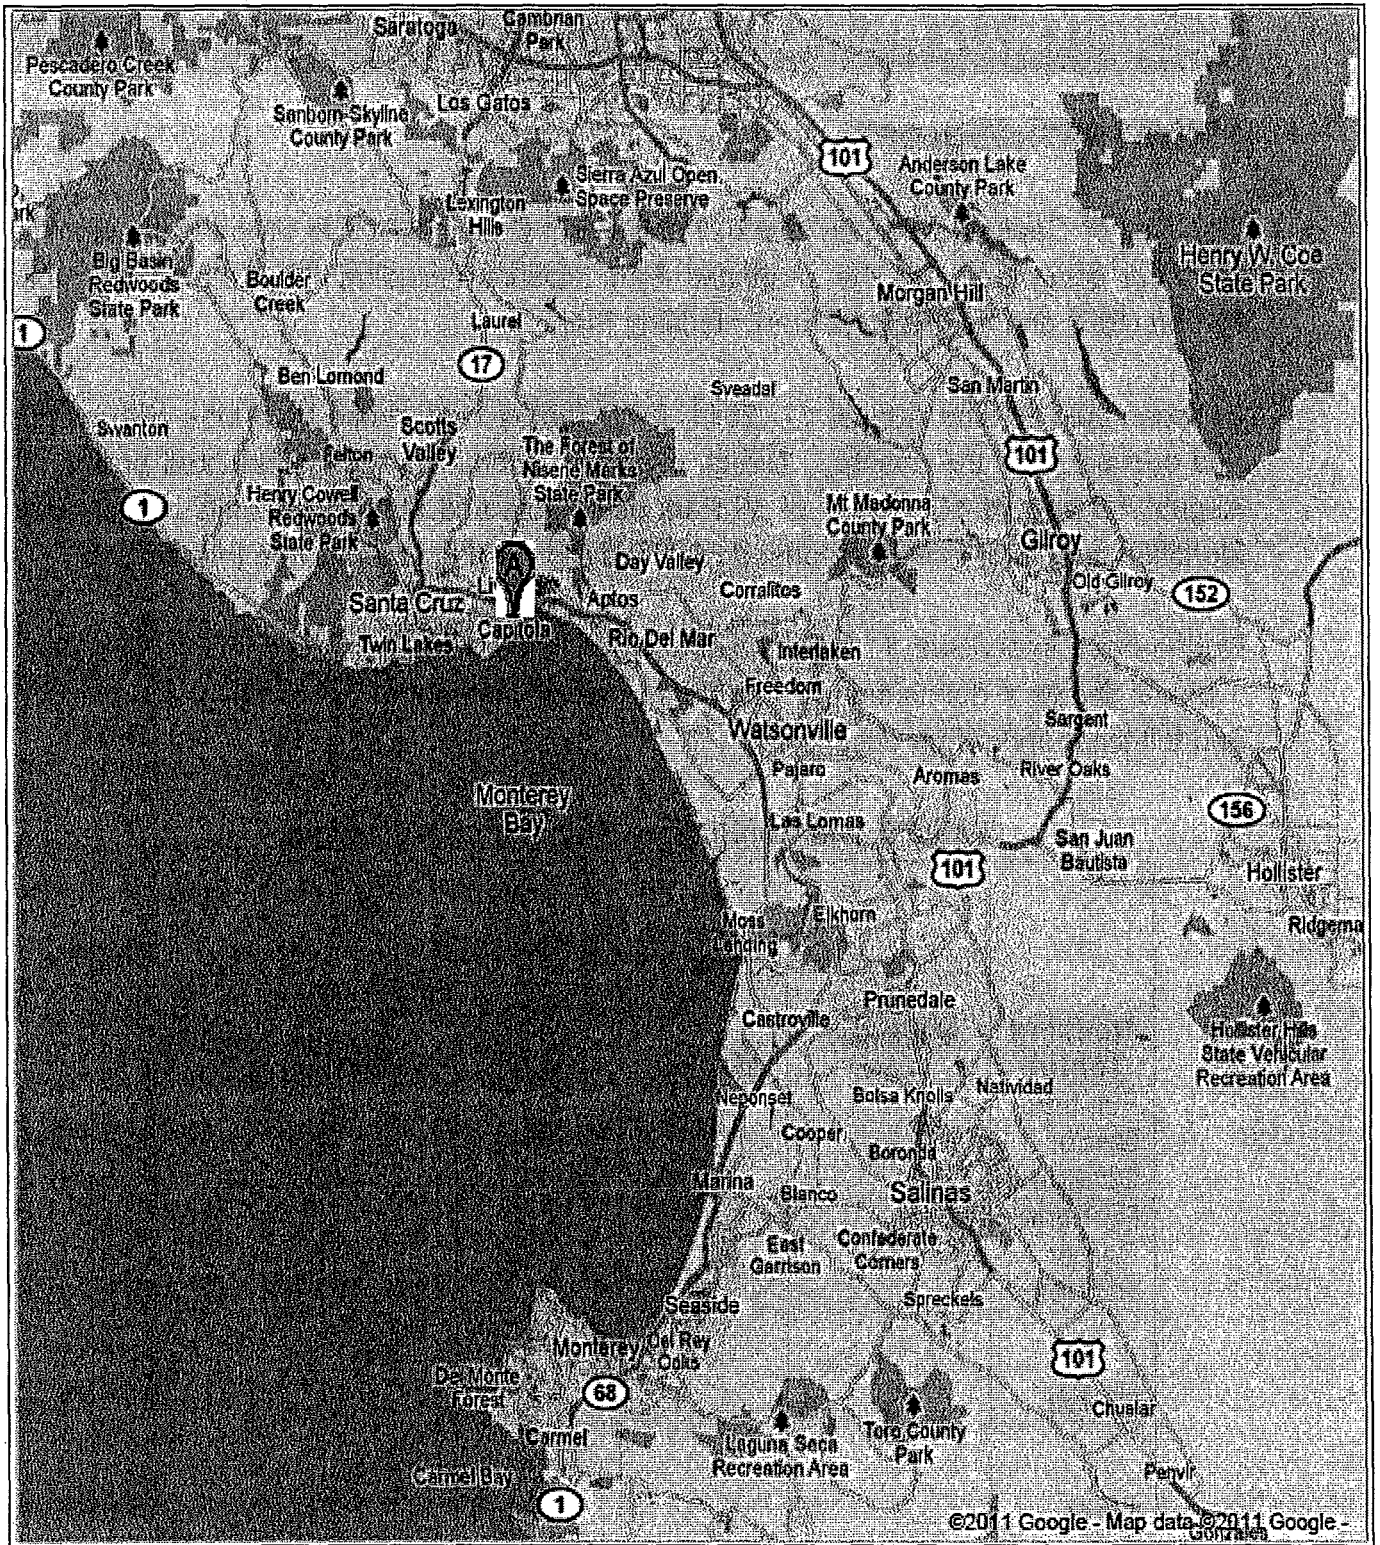 Saratoga
Cambrian
Park
Pescadero Creek
County Park
Sanborn-Skyline
County Park
Los Gatos
101
Anderson Lake
County Park
Sierra Azul Open
Space Preserve
Lexington
Hills
Henry W. Coe
State Park
Big Basin
Redwoods
State Park
Boulder
Creek
Morgan Hill
1
Laurel
17
Ben Lomond
Sveadal
San Martin
Swanton
Scotts
Valley
Felton
The Forest of
Nisene Marks
State Park
101
1
Henry Cowell
Redwoods
State Park
Mt Madonna
County Park
Gilroy
A
Day Valley
Old Gilroy
152
Santa Cruz
Aptos
Corralitos
Capitola
Twin Lakes
Rio Del Mar
Interlaken
Freedom
Watsonville
Sargent
Pajaro
Aromas
River Oaks
Monterey
Bay
Las Lomas
156
San Juan
Bautista
101
Hollister
Moss
Landing
Elkhorn
Ridgema
Prunedale
Castroville
Hollister Hills
State Vehicular
Recreation Area
Neponset
Bolsa Knolls
Natividad
Cooper
Boronda
Marina
Blanco
Salinas
East
Garrison
Confederate
Corners
Seaside
Spreckels
Monterey
Del Rey
Oaks
101
Del Monte
Forest
68
Chualar
Carmel
Laguna Seca
Recreation Area
Toro County
Park
Carmel Bay
Penvir
1
©2011 Google - Map data ©2011 Google -
Gonzales